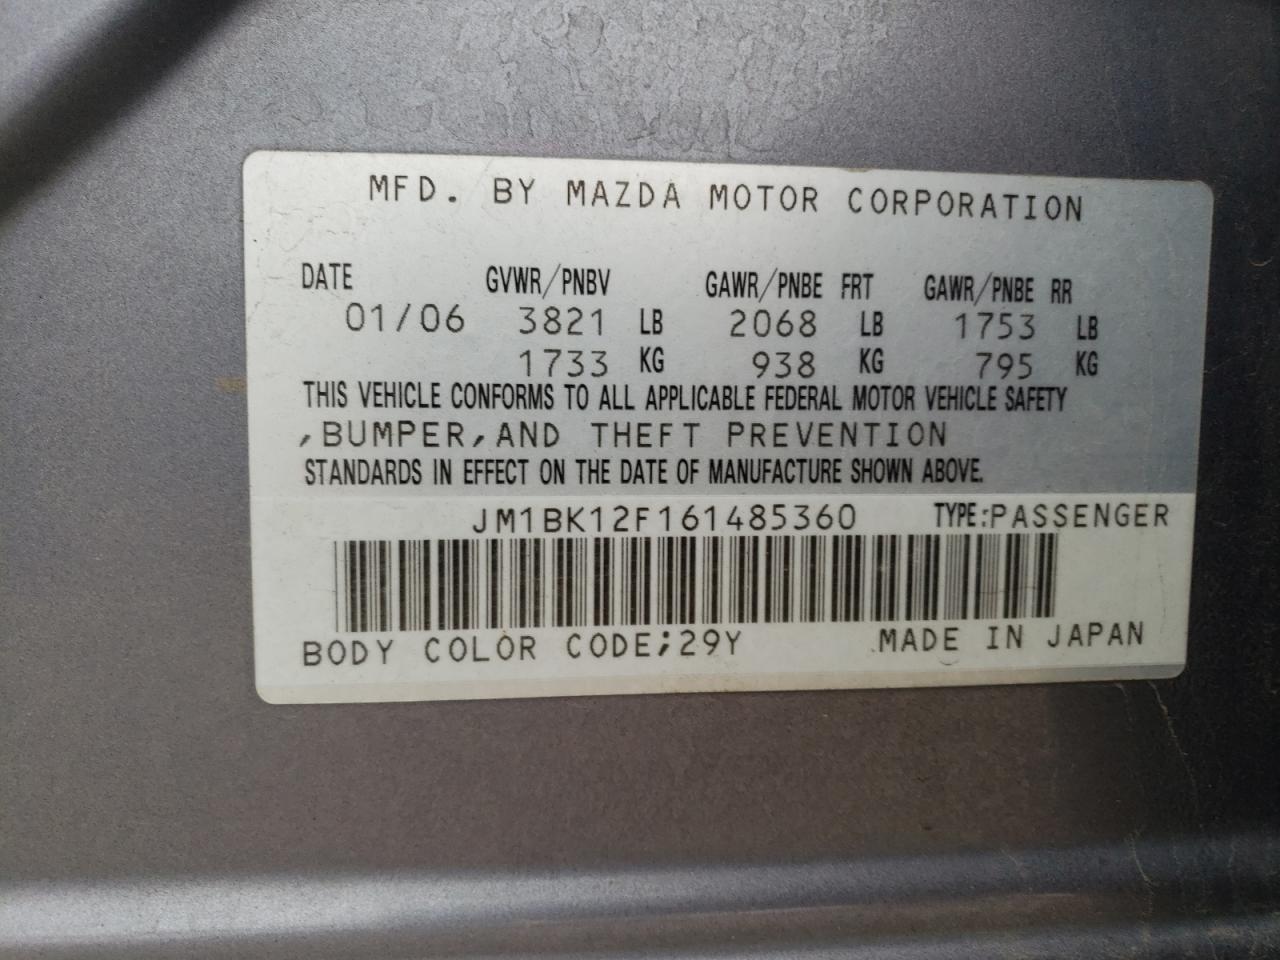 MFD. BY MAZDA MOTOR CORPORATION
DATE GVWR/PNBV GAWR/PNBE FRT GAWR/PNBE RR
01/06 3821 LB 2068 LB 1753 LB
1733 KG 938 KG 795 KG
THIS VEHICLE CONFORMS TO ALL APPLICABLE FEDERAL MOTOR VEHICLE SAFETY
,BUMPER,AND THEFT PREVENTION
STANDARDS IN EFFECT ON THE DATE OF MANUFACTURE SHOWN ABOVE.
JM1BK12F161485360 TYPE:PASSENGER
BODY COLOR CODE;29Y MADE IN JAPAN